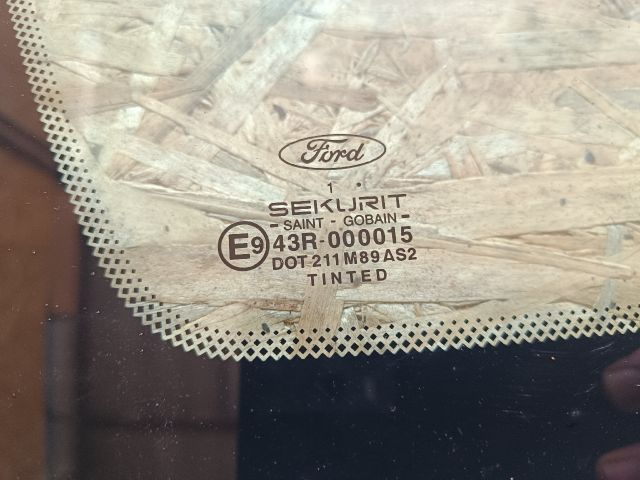 Ford
1 .
SEKURIT
- SAINT - GOBAIN -
E9 43R-000015
DOT 211 M89 AS2
TINTED